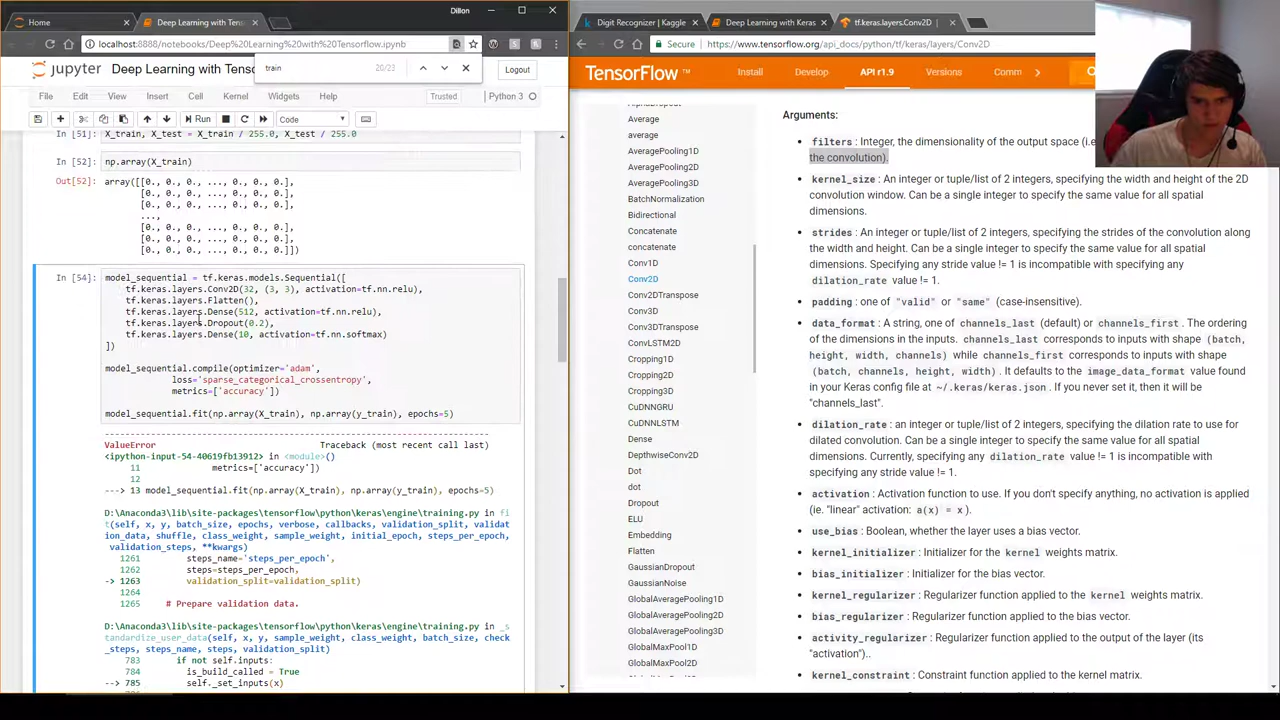 Dillon
Home
Deep Learning with Tens
localhost:8888/notebooks/Deep%20Learning%20with%20Tensorflow.ipynb
jupyter
Deep Learning with Tens
train
20/23
Logout
File
Edit
View
Insert
Cell
Kernel
Widgets
Help
Trusted
Python 3
Run
Code
In [51]:
X_train, X_test = X_train / 255.0, X_test / 255.0
In [52]:
np.array(X_train)
Out[52]:
array([[0., 0., 0., ..., 0., 0., 0.],
[0., 0., 0., ..., 0., 0., 0.],
[0., 0., 0., ..., 0., 0., 0.],
...,
[0., 0., 0., ..., 0., 0., 0.],
[0., 0., 0., ..., 0., 0., 0.],
[0., 0., 0., ..., 0., 0., 0.]])
In [54]:
model_sequential = tf.keras.models.Sequential([
tf.keras.layers.Conv2D(32, (3, 3), activation=tf.nn.relu),
tf.keras.layers.Flatten(),
tf.keras.layers.Dense(512, activation=tf.nn.relu),
tf.keras.layers.Dropout(0.2),
tf.keras.layers.Dense(10, activation=tf.nn.softmax)
])
model_sequential.compile(optimizer='adam',
loss='sparse_categorical_crossentropy',
metrics=['accuracy'])
model_sequential.fit(np.array(X_train), np.array(y_train), epochs=5)
ValueError Traceback (most recent call last)
<ipython-input-54-40619fb13912> in <module>()
11 metrics=['accuracy'])
12
---> 13 model_sequential.fit(np.array(X_train), np.array(y_train), epochs=5)
D:\Anaconda3\lib\site-packages\tensorflow\python\keras\engine\training.py in fi
t(self, x, y, batch_size, epochs, verbose, callbacks, validation_split, validat
ion_data, shuffle, class_weight, sample_weight, initial_epoch, steps_per_epoch,
validation_steps, **kwargs)
1261 steps_name='steps_per_epoch',
1262 steps=steps_per_epoch,
-> 1263 validation_split=validation_split)
1264
1265 # Prepare validation data.
D:\Anaconda3\lib\site-packages\tensorflow\python\keras\engine\training.py in _s
tandardize_user_data(self, x, y, sample_weight, class_weight, batch_size, check
_steps, steps_name, steps, validation_split)
783 if not self.inputs:
784 is_build_called = True
--> 785 self._set_inputs(x)
Digit Recognizer | Kaggle
Deep Learning with Keras
tf.keras.layers.Conv2D
Secure
https://www.tensorflow.org/api_docs/python/tf/keras/layers/Conv2D
TensorFlow™
Install
Develop
API r1.9
Versions
Comm
AlphaDropout
Average
average
AveragePooling1D
AveragePooling2D
AveragePooling3D
BatchNormalization
Bidirectional
Concatenate
concatenate
Conv1D
Conv2D
Conv2DTranspose
Conv3D
Conv3DTranspose
ConvLSTM2D
Cropping1D
Cropping2D
Cropping3D
CuDNNGRU
CuDNNLSTM
Dense
DepthwiseConv2D
Dot
dot
Dropout
ELU
Embedding
Flatten
GaussianDropout
GaussianNoise
GlobalAveragePooling1D
GlobalAveragePooling2D
GlobalAveragePooling3D
GlobalMaxPool1D
GlobalMaxPool2D
Arguments:
filters : Integer, the dimensionality of the output space (i.e
the convolution).
kernel_size : An integer or tuple/list of 2 integers, specifying the width and height of the 2D
convolution window. Can be a single integer to specify the same value for all spatial
dimensions.
strides : An integer or tuple/list of 2 integers, specifying the strides of the convolution
along the width and height. Can be a single integer to specify the same value for all spatial
dimensions. Specifying any stride value != 1 is incompatible with specifying any
dilation_rate value != 1.
padding : one of "valid" or "same" (case-insensitive).
data_format : A string, one of channels_last (default) or channels_first. The ordering
of the dimensions in the inputs. channels_last corresponds to inputs with shape (batch,
height, width, channels) while channels_first corresponds to inputs with shape
(batch, channels, height, width). It defaults to the image_data_format value found
in your Keras config file at ~/.keras/keras.json. If you never set it, then it will be
"channels_last".
dilation_rate : an integer or tuple/list of 2 integers, specifying the dilation rate to use for
dilated convolution. Can be a single integer to specify the same value for all spatial
dimensions. Currently, specifying any dilation_rate value != 1 is incompatible with
specifying any stride value != 1.
activation : Activation function to use. If you don't specify anything, no activation is applied
(ie. "linear" activation: a(x) = x ).
use_bias : Boolean, whether the layer uses a bias vector.
kernel_initializer : Initializer for the kernel weights matrix.
bias_initializer : Initializer for the bias vector.
kernel_regularizer : Regularizer function applied to the kernel weights matrix.
bias_regularizer : Regularizer function applied to the bias vector.
activity_regularizer : Regularizer function applied to the output of the layer (its
"activation")..
kernel_constraint : Constraint function applied to the kernel matrix.